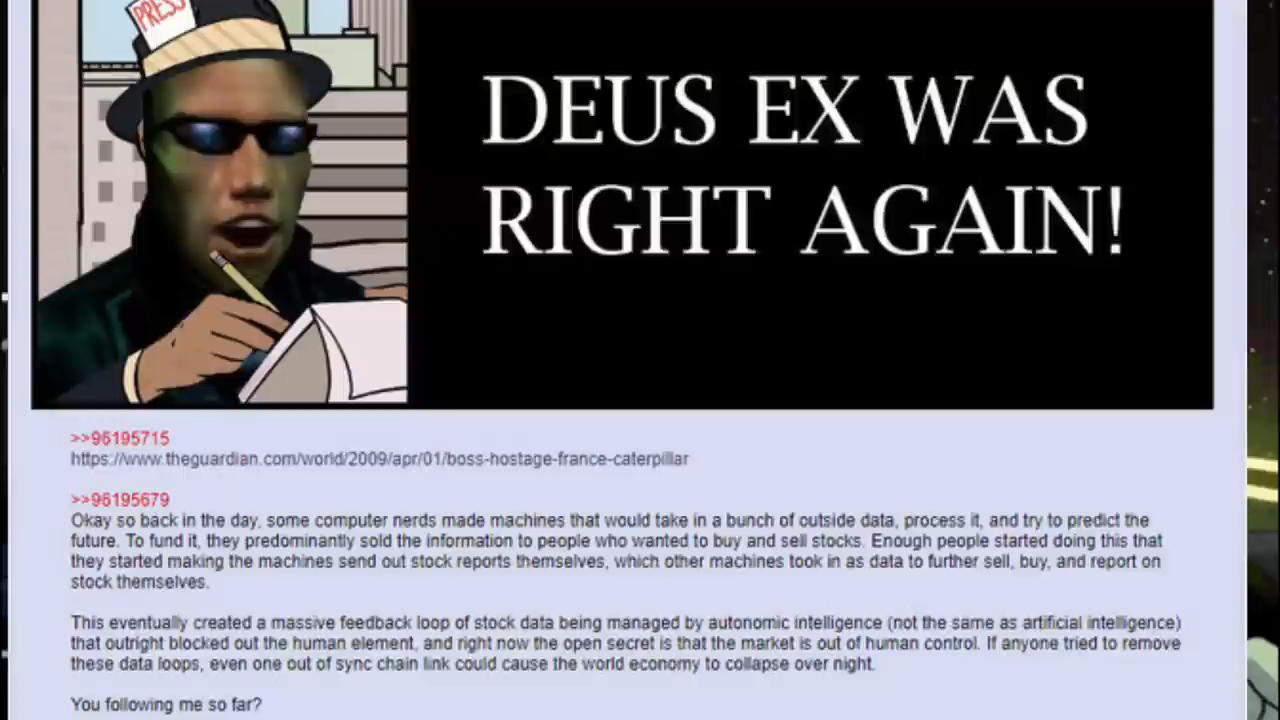 PRESS
DEUS EX WAS
RIGHT AGAIN!
>>96195715
https://www.theguardian.com/world/2009/apr/01/boss-hostage-france-caterpillar
>>96195679
Okay so back in the day, some computer nerds made machines that would take in a bunch of outside data, process it, and try to predict the
future. To fund it, they predominantly sold the information to people who wanted to buy and sell stocks. Enough people started doing this that
they started making the machines send out stock reports themselves, which other machines took in as data to further sell, buy, and report on
stock themselves.
This eventually created a massive feedback loop of stock data being managed by autonomic intelligence (not the same as artificial intelligence)
that outright blocked out the human element, and right now the open secret is that the market is out of human control. If anyone tried to remove
these data loops, even one out of sync chain link could cause the world economy to collapse over night.
You following me so far?